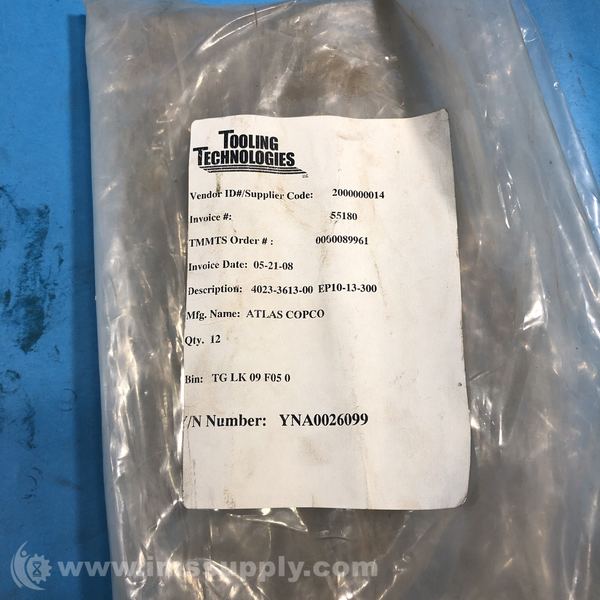 TOOLING
TECHNOLOGIES
Vendor ID#/Supplier Code: 2000000014
Invoice #: 55180
TMMTS Order # : 0060089961
Invoice Date: 05-21-08
Description: 4023-3613-00 EP10-13-300
Mfg. Name: ATLAS COPCO
Qty. 12
Bin: TG LK 09 F05 0
Y/N Number: YNA0026099
www.imssupply.com